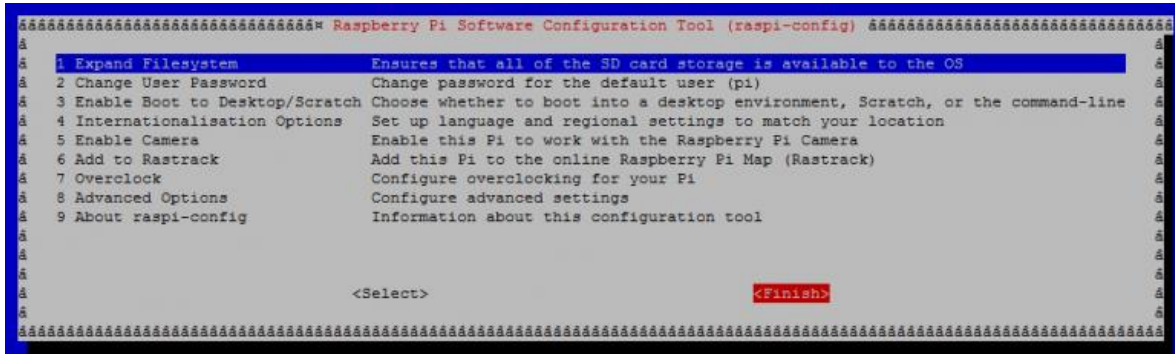 Raspberry Pi Software Configuration Tool (raspi-config)
1 Expand Filesystem Ensures that all of the SD card storage is available to the OS
2 Change User Password Change password for the default user (pi)
3 Enable Boot to Desktop/Scratch Choose whether to boot into a desktop environment, Scratch, or the command-line
4 Internationalisation Options Set up language and regional settings to match your location
5 Enable Camera Enable this Pi to work with the Raspberry Pi Camera
6 Add to Rastrack Add this Pi to the online Raspberry Pi Map (Rastrack)
7 Overclock Configure overclocking for your Pi
8 Advanced Options Configure advanced settings
9 About raspi-config Information about this configuration tool
<Select> <Finish>